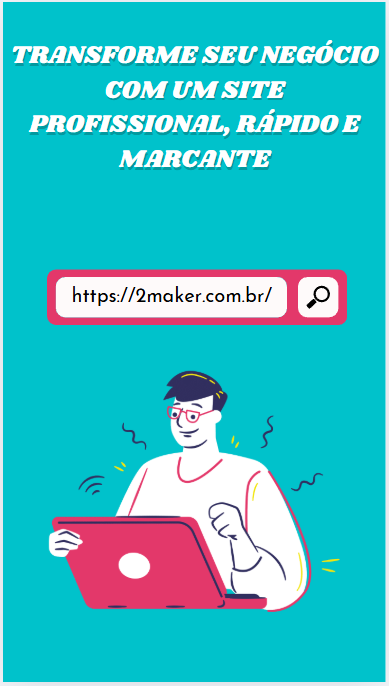 TRANSFORME SEU NEGÓCIO
COM UM SITE
PROFISSIONAL, RÁPIDO E
MARCANTE
https://2maker.com.br/